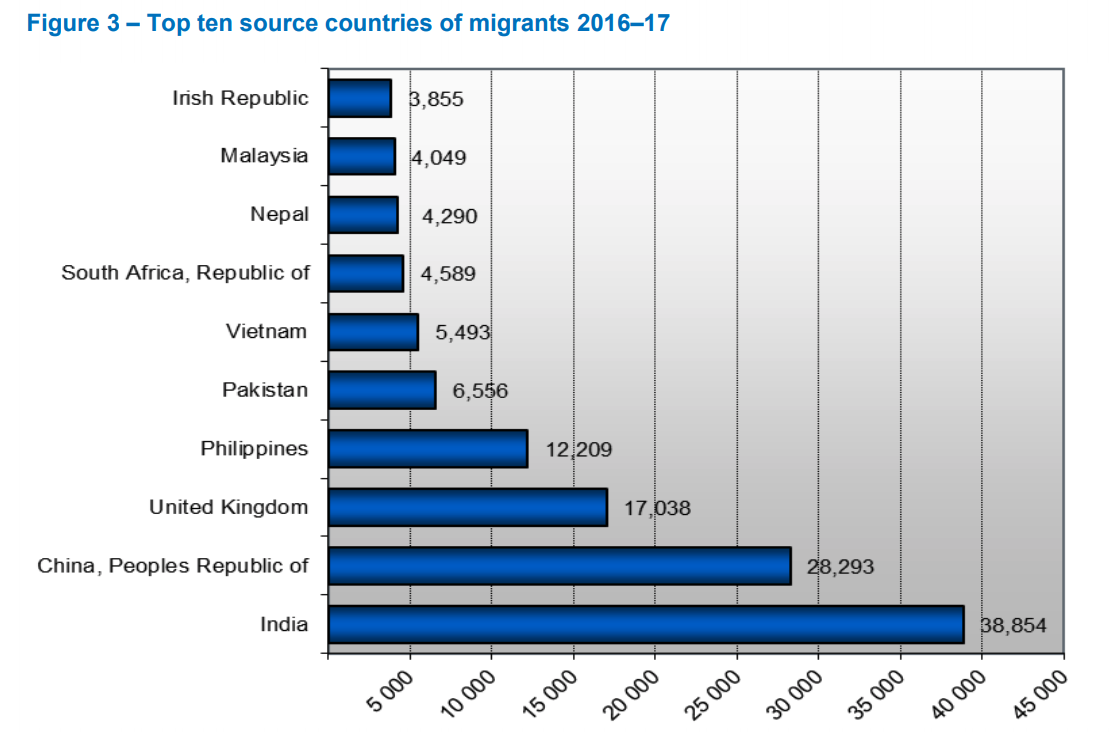 Figure 3 – Top ten source countries of migrants 2016–17
Irish Republic 3,855
Malaysia 4,049
Nepal 4,290
South Africa, Republic of 4,589
Vietnam 5,493
Pakistan 6,556
Philippines 12,209
United Kingdom 17,038
China, Peoples Republic of 28,293
India 38,854
5 000 10 000 15 000 20 000 25 000 30 000 35 000 40 000 45 000